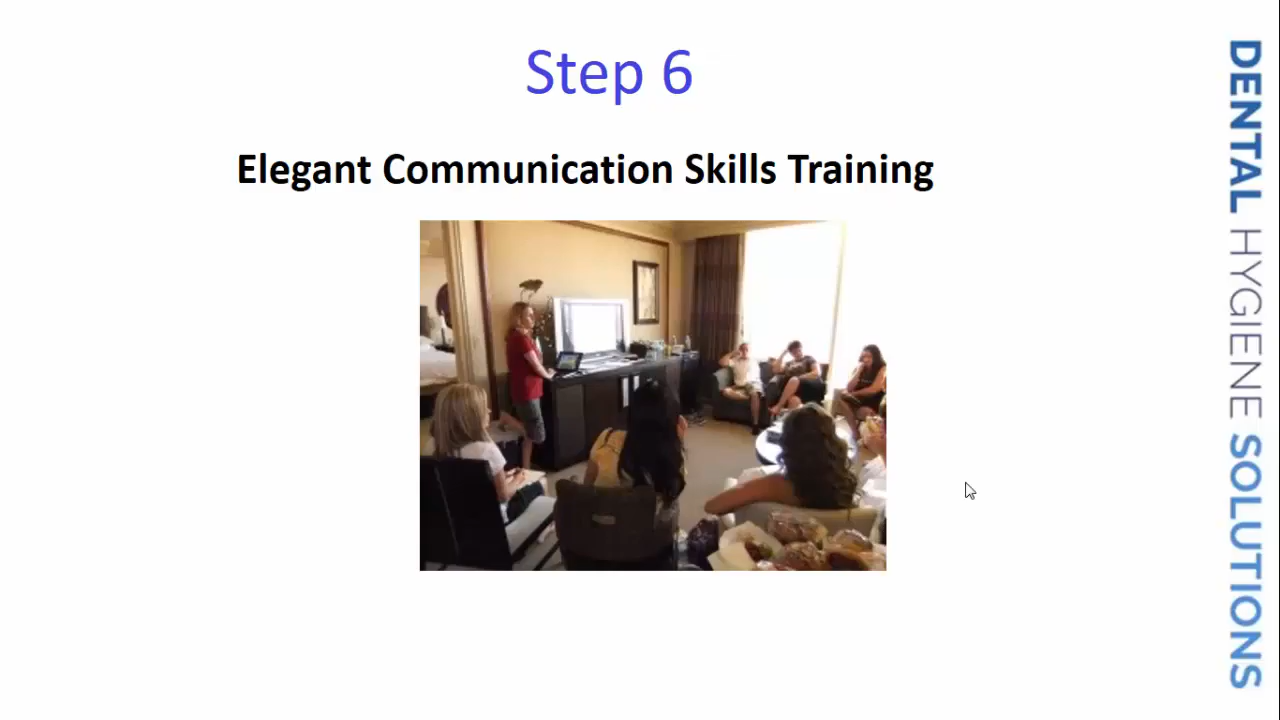 Step 6
Elegant Communication Skills Training
DENTAL HYGIENE SOLUTIONS